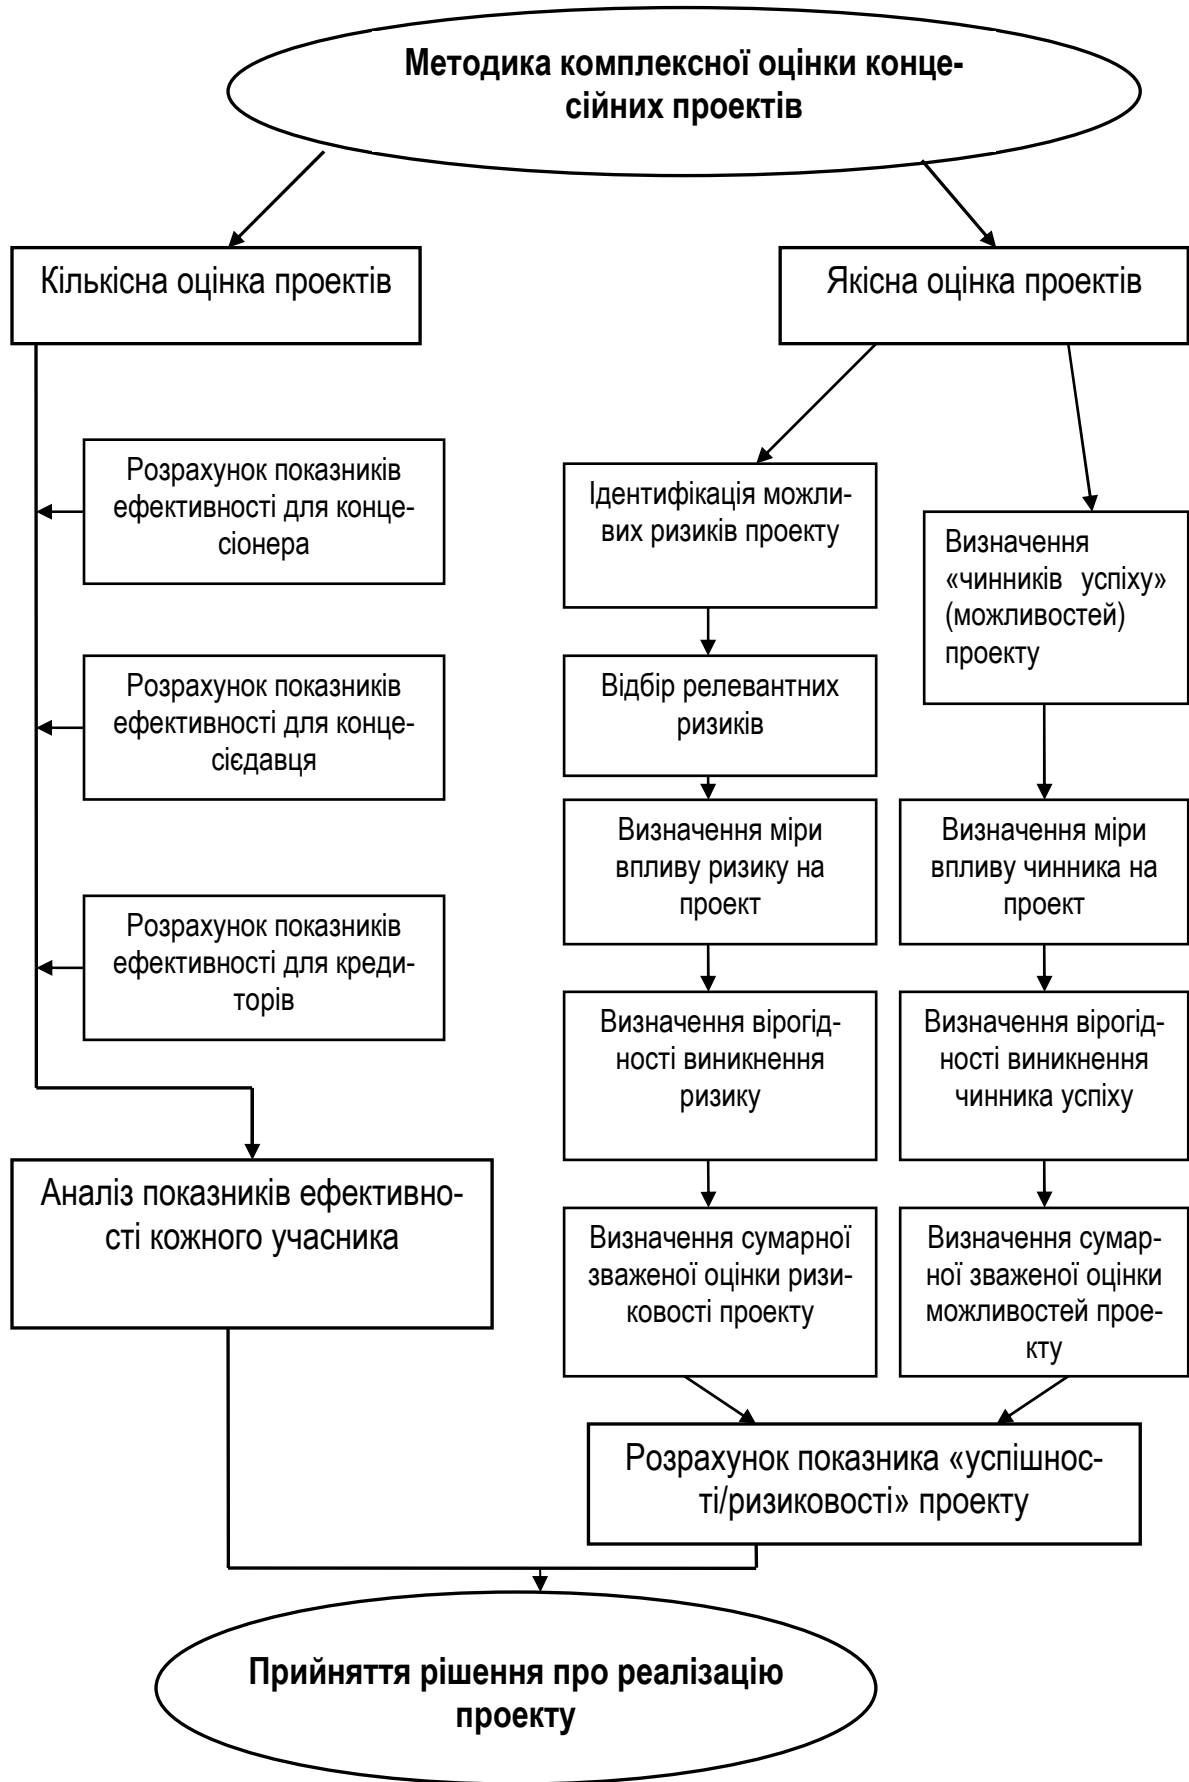 Методика комплексної оцінки конце-
сійних проектів
Кількісна оцінка проектів
Якісна оцінка проектів
Розрахунок показників
ефективності для конце-
сіонера
Розрахунок показників
ефективності для конце-
сієдавця
Розрахунок показників
ефективності для креди-
торів
Аналіз показників ефективно-
сті кожного учасника
Ідентифікація можли-
вих ризиків проекту
Відбір релевантних
ризиків
Визначення міри
впливу ризику на
проект
Визначення вірогід-
ності виникнення
ризику
Визначення сумарної
зваженої оцінки ризи-
ковості проекту
Визначення
«чинників успіху»
(можливостей)
проекту
Визначення міри
впливу чинника на
проект
Визначення вірогід-
ності виникнення
чинника успіху
Визначення сумар-
ної зваженої оцінки
можливостей прое-
кту
Розрахунок показника «успішнос-
ті/ризиковості» проекту
Прийняття рішення про реалізацію
проекту